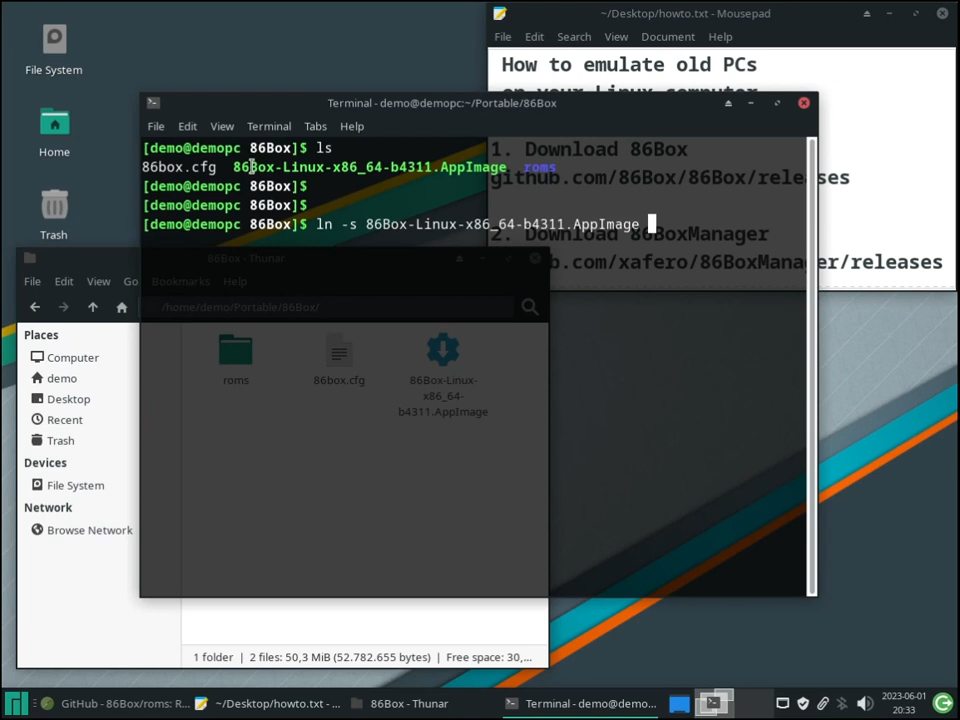 File System
Home
Trash
~/Desktop/howto.txt - Mousepad
File Edit Search View Document Help
How to emulate old PCs
on your Linux computer
1. Download 86Box
github.com/86Box/86Box/releases
2. Download 86BoxManager
b.com/xafero/86BoxManager/releases
Terminal - demo@demopc:~/Portable/86Box
File Edit View Terminal Tabs Help
[demo@demopc 86Box]$ ls
86box.cfg 86Box-Linux-x86_64-b4311.AppImage roms
[demo@demopc 86Box]$
[demo@demopc 86Box]$
[demo@demopc 86Box]$ ln -s 86Box-Linux-x86_64-b4311.AppImage
86Box - Thunar
File Edit View Go Bookmarks Help
/home/demo/Portable/86Box/
Places
Computer
demo
Desktop
Recent
Trash
Devices
File System
Network
Browse Network
roms
86box.cfg
86Box-Linux-
x86_64-
b4311.AppImage
1 folder | 2 files: 50,3 MiB (52.782.655 bytes) | Free space: 30,...
GitHub - 86Box/roms: R...
~/Desktop/howto.txt - ...
86Box - Thunar
Terminal - demo@demo...
2023-06-01
20:33